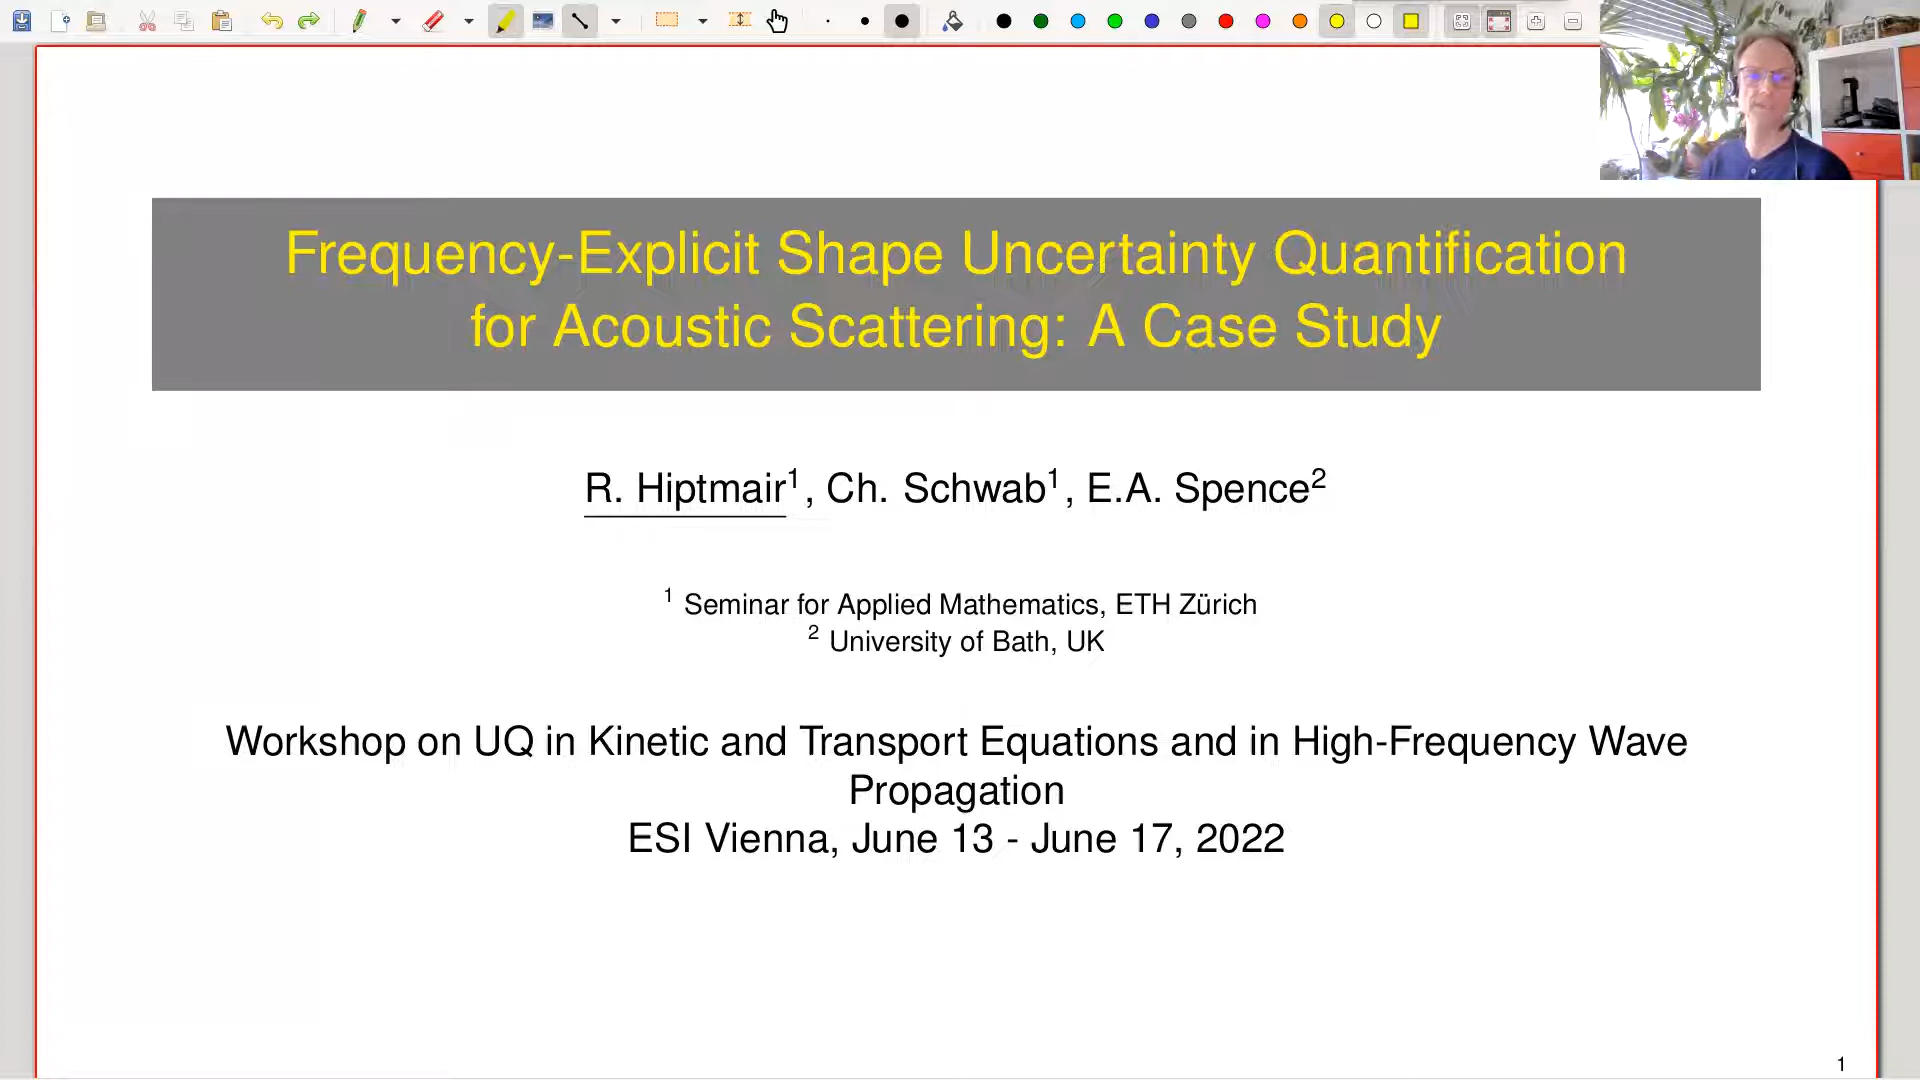 Frequency-Explicit Shape Uncertainty Quantification
for Acoustic Scattering: A Case Study
R. Hiptmair¹, Ch. Schwab¹, E.A. Spence²
¹ Seminar for Applied Mathematics, ETH Zürich
² University of Bath, UK
Workshop on UQ in Kinetic and Transport Equations and in High-Frequency Wave
Propagation
ESI Vienna, June 13 - June 17, 2022
1